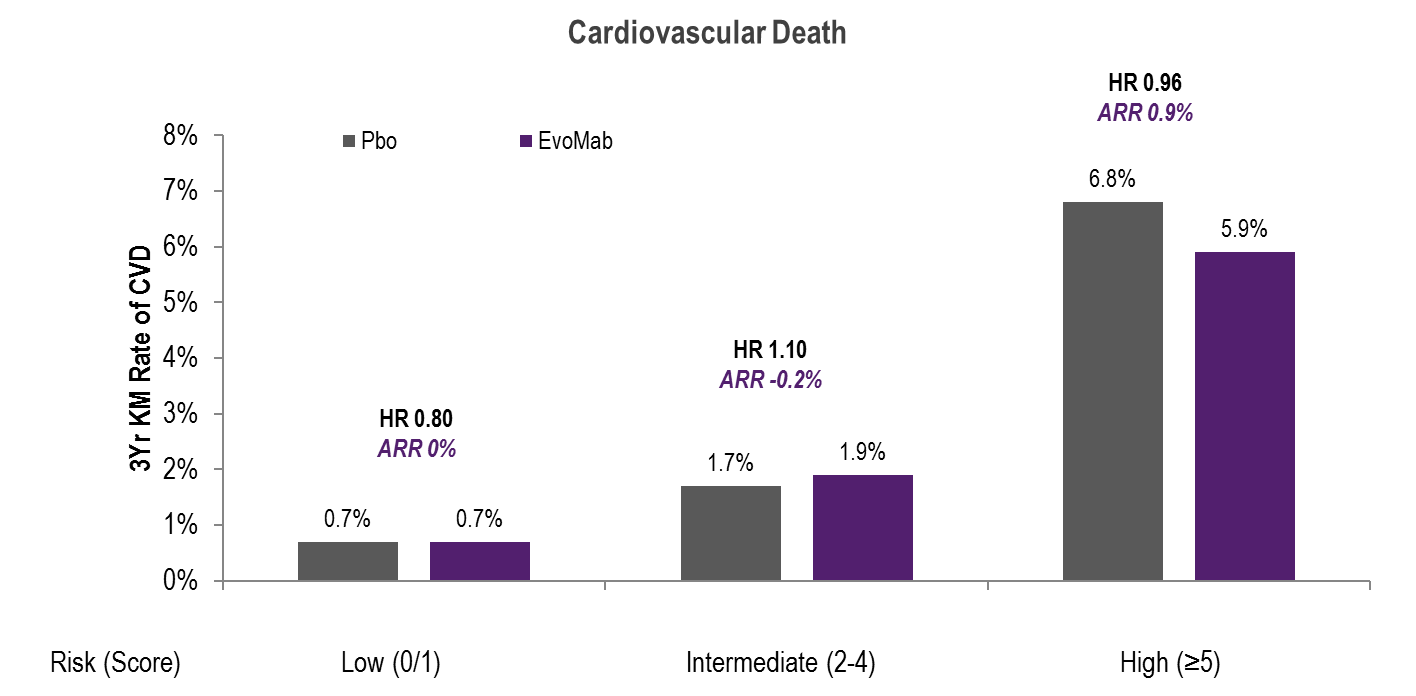 Cardiovascular Death
HR 0.96
ARR 0.9%
Pbo
EvoMab
8%
7%
6%
5%
4%
3%
2%
1%
0%
3Yr KM Rate of CVD
6.8%
5.9%
HR 1.10
ARR -0.2%
HR 0.80
ARR 0%
1.7%
1.9%
0.7%
0.7%
Risk (Score)
Low (0/1)
Intermediate (2-4)
High (≥5)